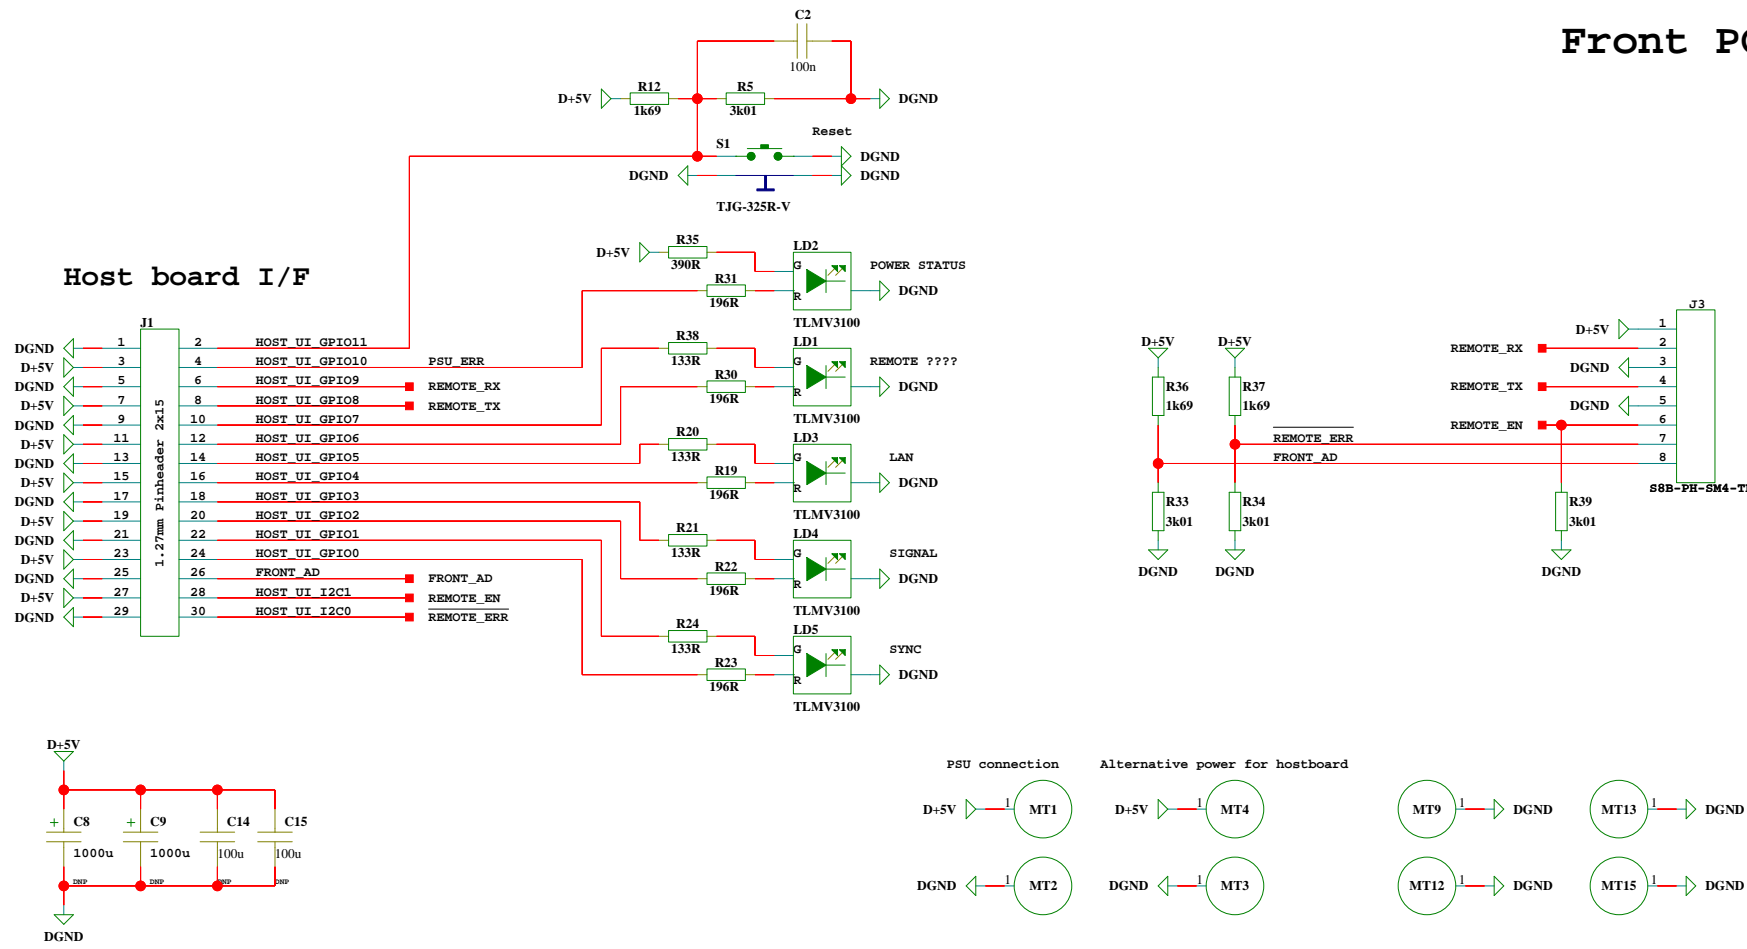 Front
C2
100n
D+5V R12 R5 DGND
1k69 3k01
S1 Reset
DGND
DGND DGND
TJG-325R-V
Host board I/F
D+5V R35 LD2
390R G POWER STATUS
R31 DGND
196R R
TLMV3100
R38 LD1
133R G REMOTE ????
R30 DGND
196R R
TLMV3100
R20 LD3
133R G LAN
R19 DGND
196R R
TLMV3100
R21 LD4
133R G SIGNAL
R22 DGND
196R R
TLMV3100
R24 LD5
133R G SYNC
R23 DGND
196R R
TLMV3100
J1
1.27mm Pinheader 2x15
DGND 1 2 HOST_UI_GPIO11
D+5V 3 4 HOST_UI_GPIO10 PSU_ERR
DGND 5 6 HOST_UI_GPIO9 REMOTE_RX
D+5V 7 8 HOST_UI_GPIO8 REMOTE_TX
DGND 9 10 HOST_UI_GPIO7
D+5V 11 12 HOST_UI_GPIO6
DGND 13 14 HOST_UI_GPIO5
D+5V 15 16 HOST_UI_GPIO4
DGND 17 18 HOST_UI_GPIO3
D+5V 19 20 HOST_UI_GPIO2
DGND 21 22 HOST_UI_GPIO1
D+5V 23 24 HOST_UI_GPIO0
DGND 25 26 FRONT_AD FRONT_AD
D+5V 27 28 HOST_UI_I2C1 REMOTE_EN
DGND 29 30 HOST_UI_I2C0 REMOTE_ERR
J3
D+5V 1
REMOTE_RX 2
DGND 3
REMOTE_TX 4
DGND 5
REMOTE_EN 6
REMOTE_ERR 7
FRONT_AD 8
S8B-PH-SM4-T
D+5V D+5V
R36 R37
1k69 1k69
R33 R34 R39
3k01 3k01 3k01
DGND DGND DGND
D+5V
+ C8 + C9 C14 C15
1000u 1000u 100u 100u
DNP DNP DNP DNP
DGND
PSU connection Alternative power for hostboard
D+5V 1 MT1 D+5V 1 MT4 MT9 1 DGND MT13 1 DGND
DGND 1 MT2 DGND 1 MT3 MT12 1 DGND MT15 1 DGND